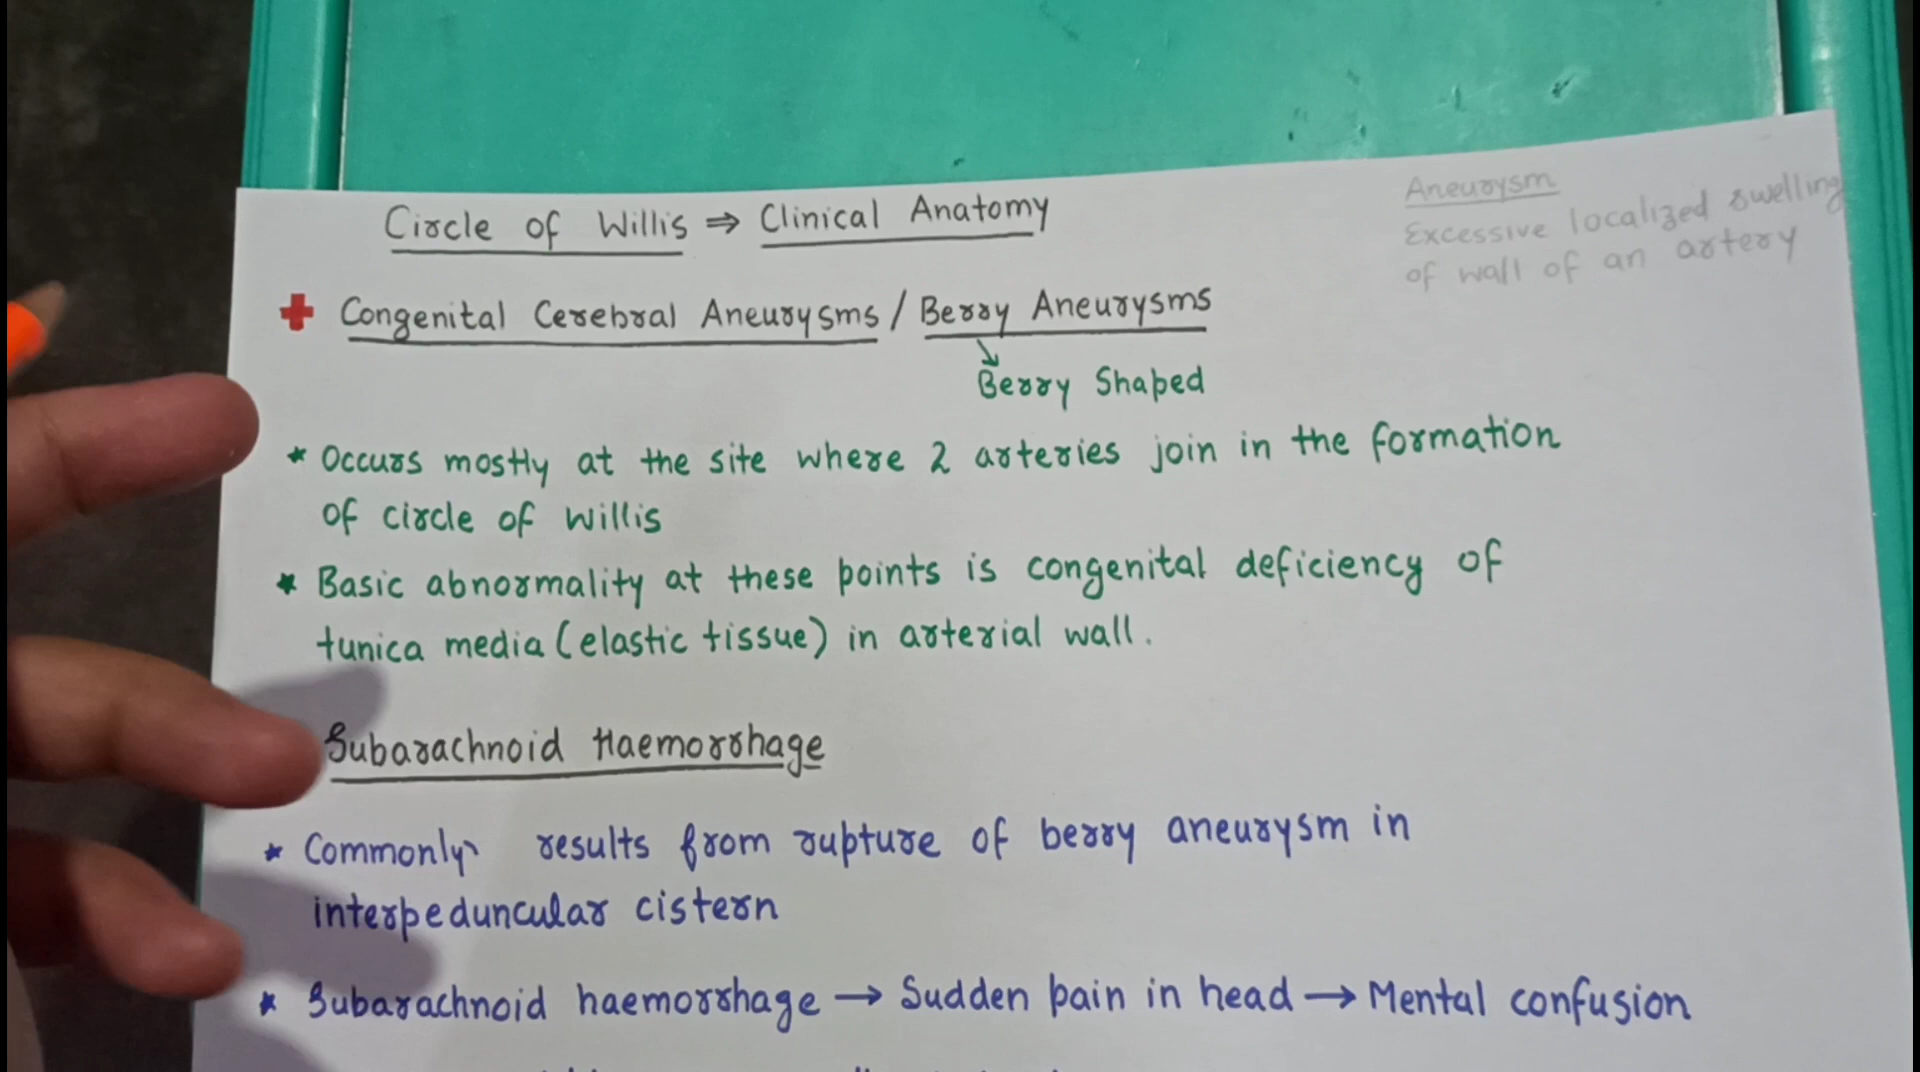 Circle of Willis ⇒ Clinical Anatomy
Aneurysm
Excessive localized swelling
of wall of an artery
Congenital Cerebral Aneurysms / Berry Aneurysms
Berry Shaped
* Occurs mostly at the site where 2 arteries join in the formation
of circle of willis
* Basic abnormality at these points is congenital deficiency of
tunica media (elastic tissue) in arterial wall.
Subarachnoid Haemorrhage
* Commonly results from rupture of berry aneurysm in
interpeduncular cistern
* Subarachnoid haemorrhage → Sudden pain in head → Mental confusion